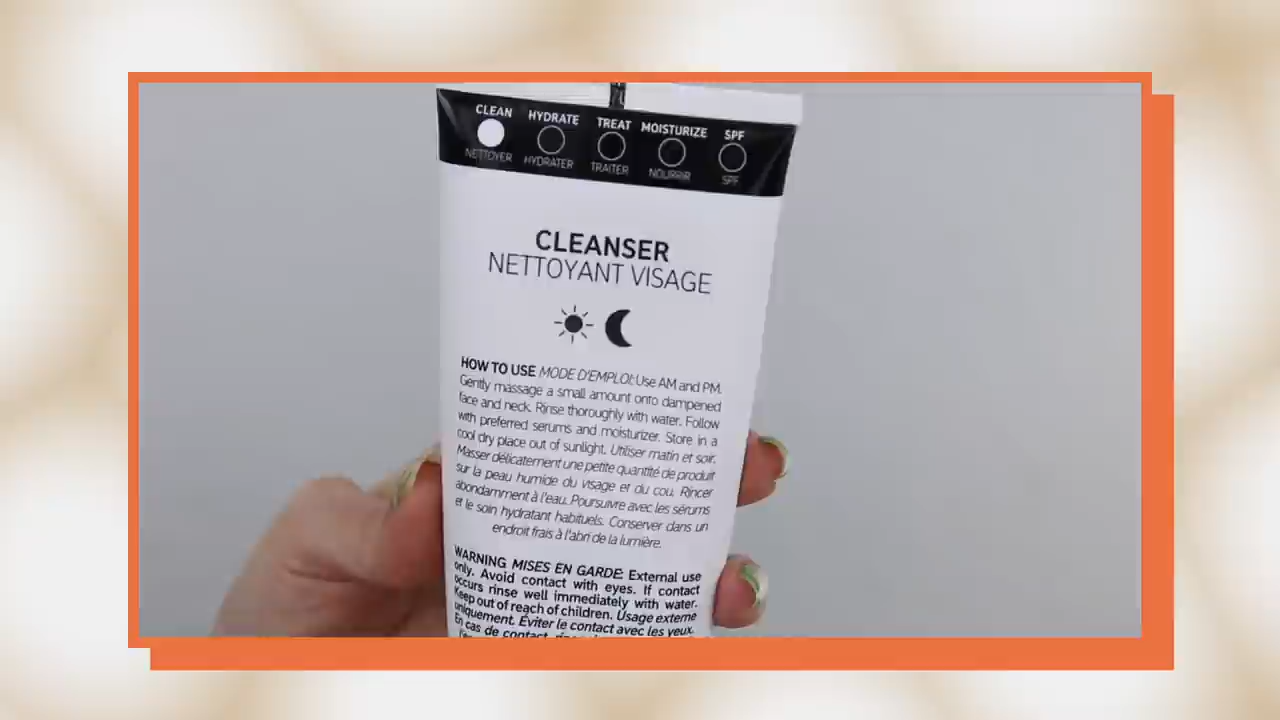 CLEAN HYDRATE TREAT MOISTURIZE SPF
NETTOYER HYDRATER TRAITER NOURRIR SPF
CLEANSER
NETTOYANT VISAGE
HOW TO USE MODE D'EMPLOI: Use AM and PM.
Gently massage a small amount onto dampened
face and neck. Rinse thoroughly with water. Follow
with preferred serums and moisturizer. Store in a
cool dry place out of sunlight. Utiliser matin et soir.
Masser délicatement une petite quantité de produit
sur la peau humide du visage et du cou. Rincer
abondamment à l'eau. Poursuivre avec les sérums
et le soin hydratant habituels. Conserver dans un
endroit frais à l'abri de la lumière.
WARNING MISES EN GARDE: External use
only. Avoid contact with eyes. If contact
occurs rinse well immediately with water.
Keep out of reach of children. Usage externe
uniquement. Éviter le contact avec les yeux.
En cas de contact,